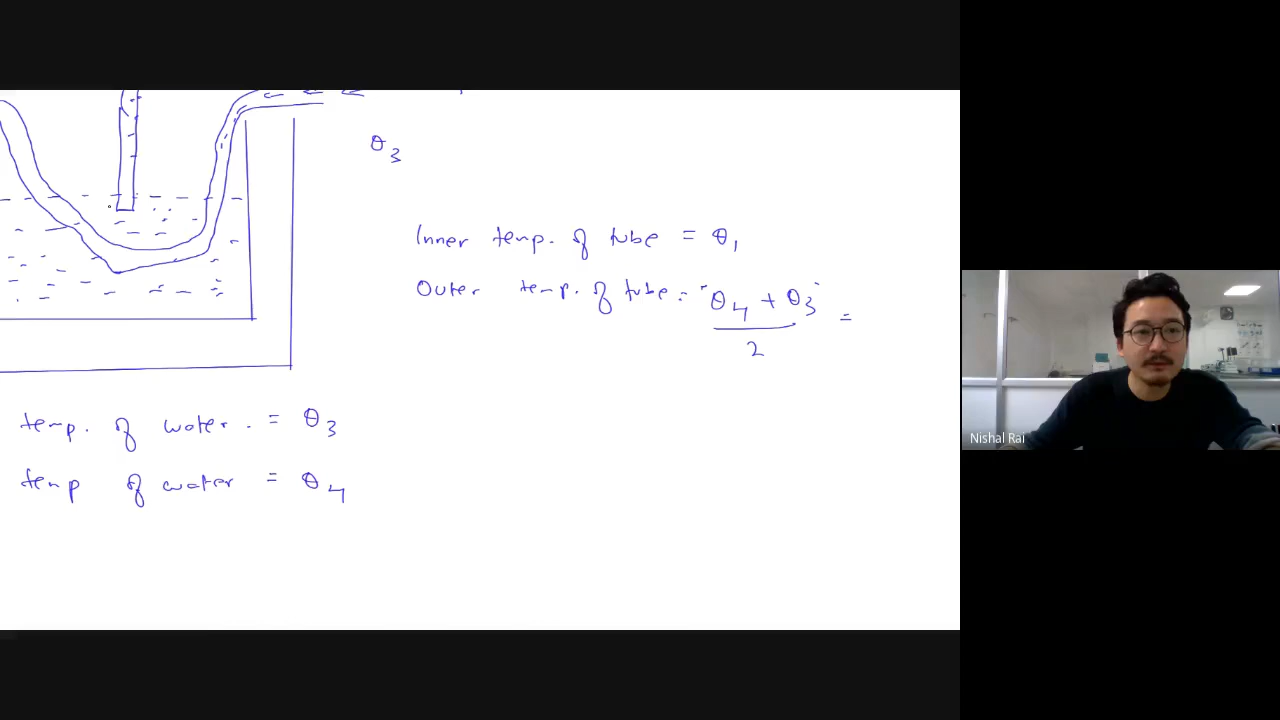 θ3
Inner temp. of tube = θ1
Outer temp. of tube = "θ4 + θ3" / 2 =
temp. of water. = θ3
temp of water = θ4
Nishal Rai